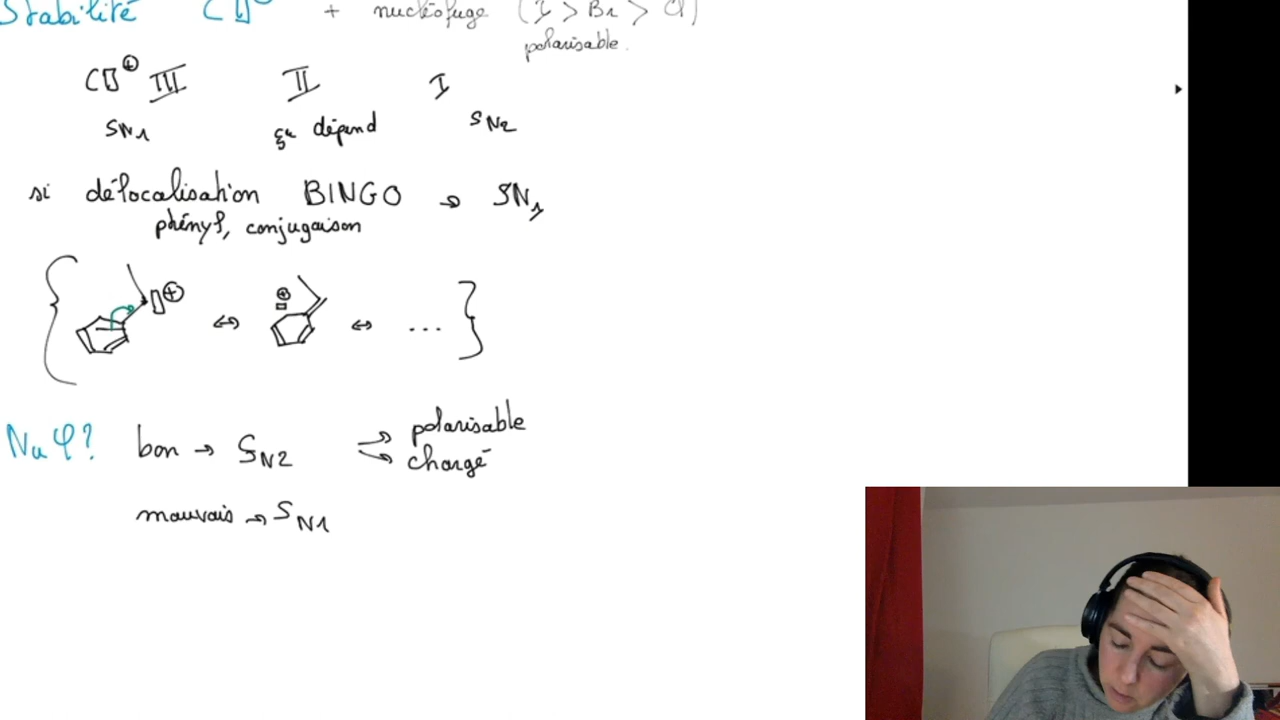 Stabilité C▯⊕ + nucléofuge (I > Br > Cl)
polarisable.
C▯⊕ III II I
SN1 ça dépend SN2
si délocalisation BINGO → SN1
phényl, conjugaison
▯⊕ ↔ ⊕▯ ↔ ...
Nuφ? bon → SN2 polarisable
chargé
mauvais → SN1